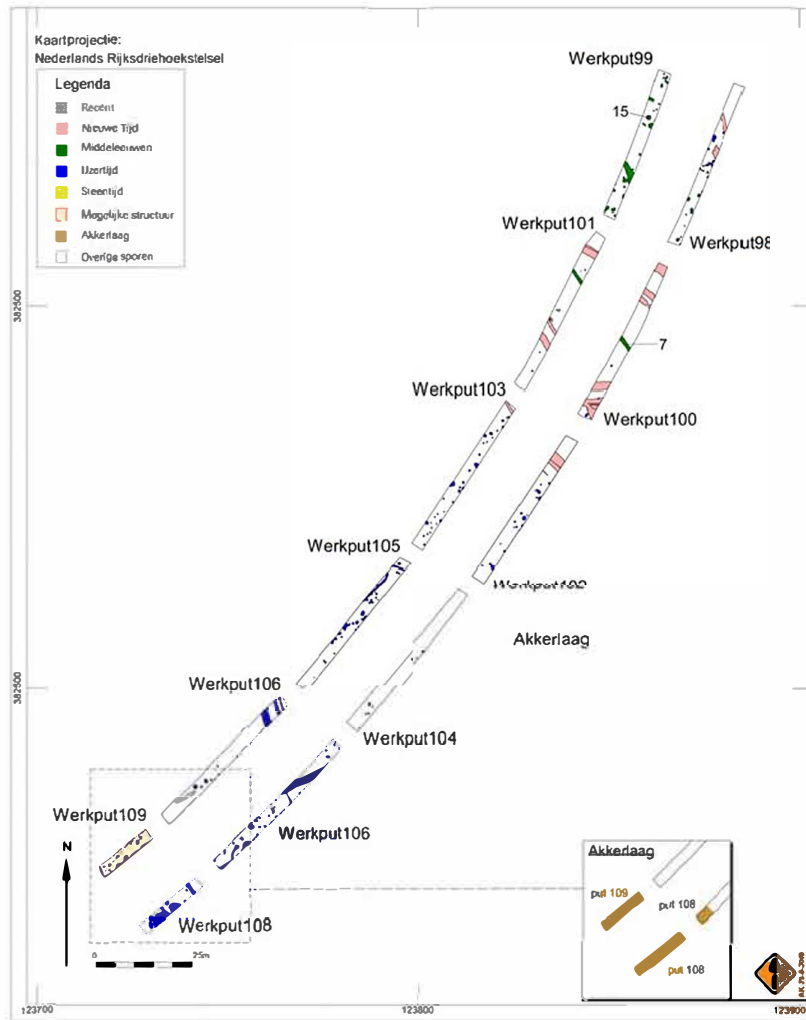 Kaartprojectie:
Nederlands Rijksdriehoekstelsel
Legenda
Recent
Nieuwe Tijd
Middeleeuwen
IJzertijd
Steentijd
Mogelijke structuur
Akkerlaag
Overige sporen
Werkput99
15
Werkput101
Werkput98
382500
7
Werkput103
Werkput100
Werkput105
Akkerlaag
Werkput106
382500
Werkput104
Werkput109
Werkput106
N
Akkerlaag
put 109
put 108
Werkput108
0
25m
put 108
123700
123800